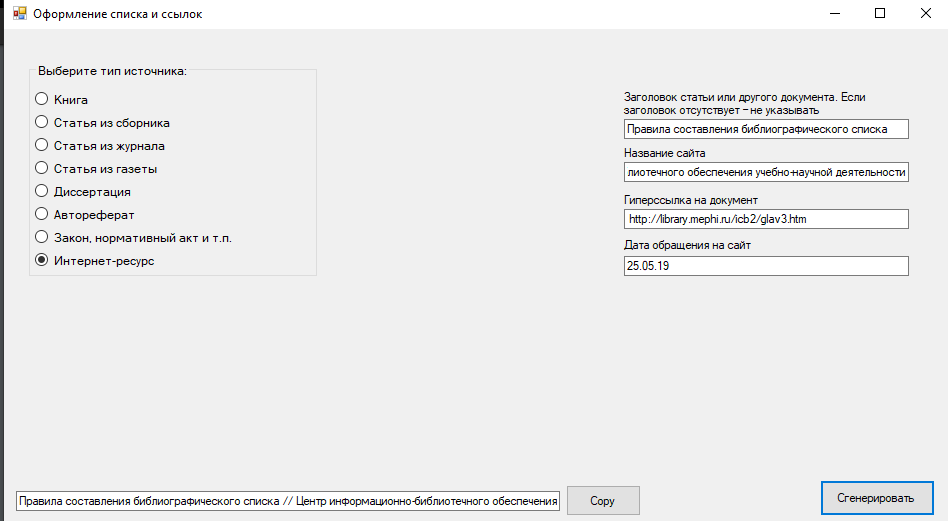 Оформление списка и ссылок
Выберите тип источника:
Книга
Статья из сборника
Статья из журнала
Статья из газеты
Диссертация
Автореферат
Закон, нормативный акт и т.п.
Интернет-ресурс
Заголовок статьи или другого документа. Если
заголовок отсутствует – не указывать
Правила составления библиографического списка
Название сайта
лиотечного обеспечения учебно-научной деятельности
Гиперссылка на документ
http://library.mephi.ru/icb2/glav3.htm
Дата обращения на сайт
25.05.19
Правила составления библиографического списка // Центр информационно-библиотечного обеспечения
Copy
Сгенерировать